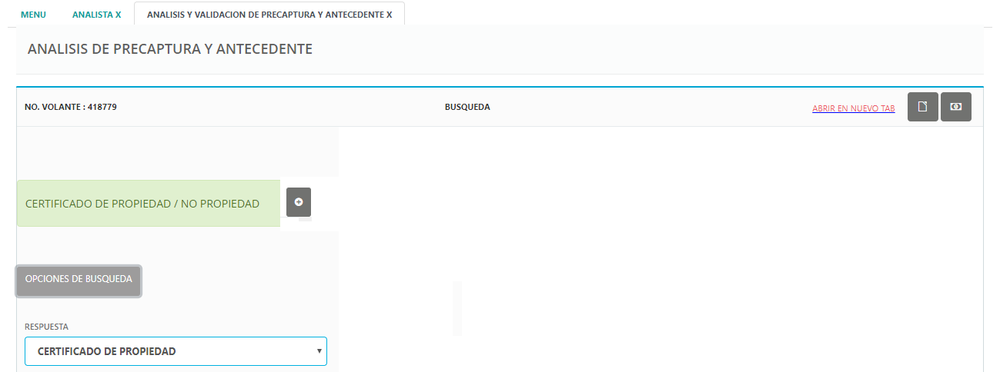 MENU ANALISTA X ANALISIS Y VALIDACION DE PRECAPTURA Y ANTECEDENTE X
ANALISIS DE PRECAPTURA Y ANTECEDENTE
NO. VOLANTE : 418779 BUSQUEDA ABRIR EN NUEVO TAB
CERTIFICADO DE PROPIEDAD / NO PROPIEDAD
OPCIONES DE BUSQUEDA
RESPUESTA
CERTIFICADO DE PROPIEDAD